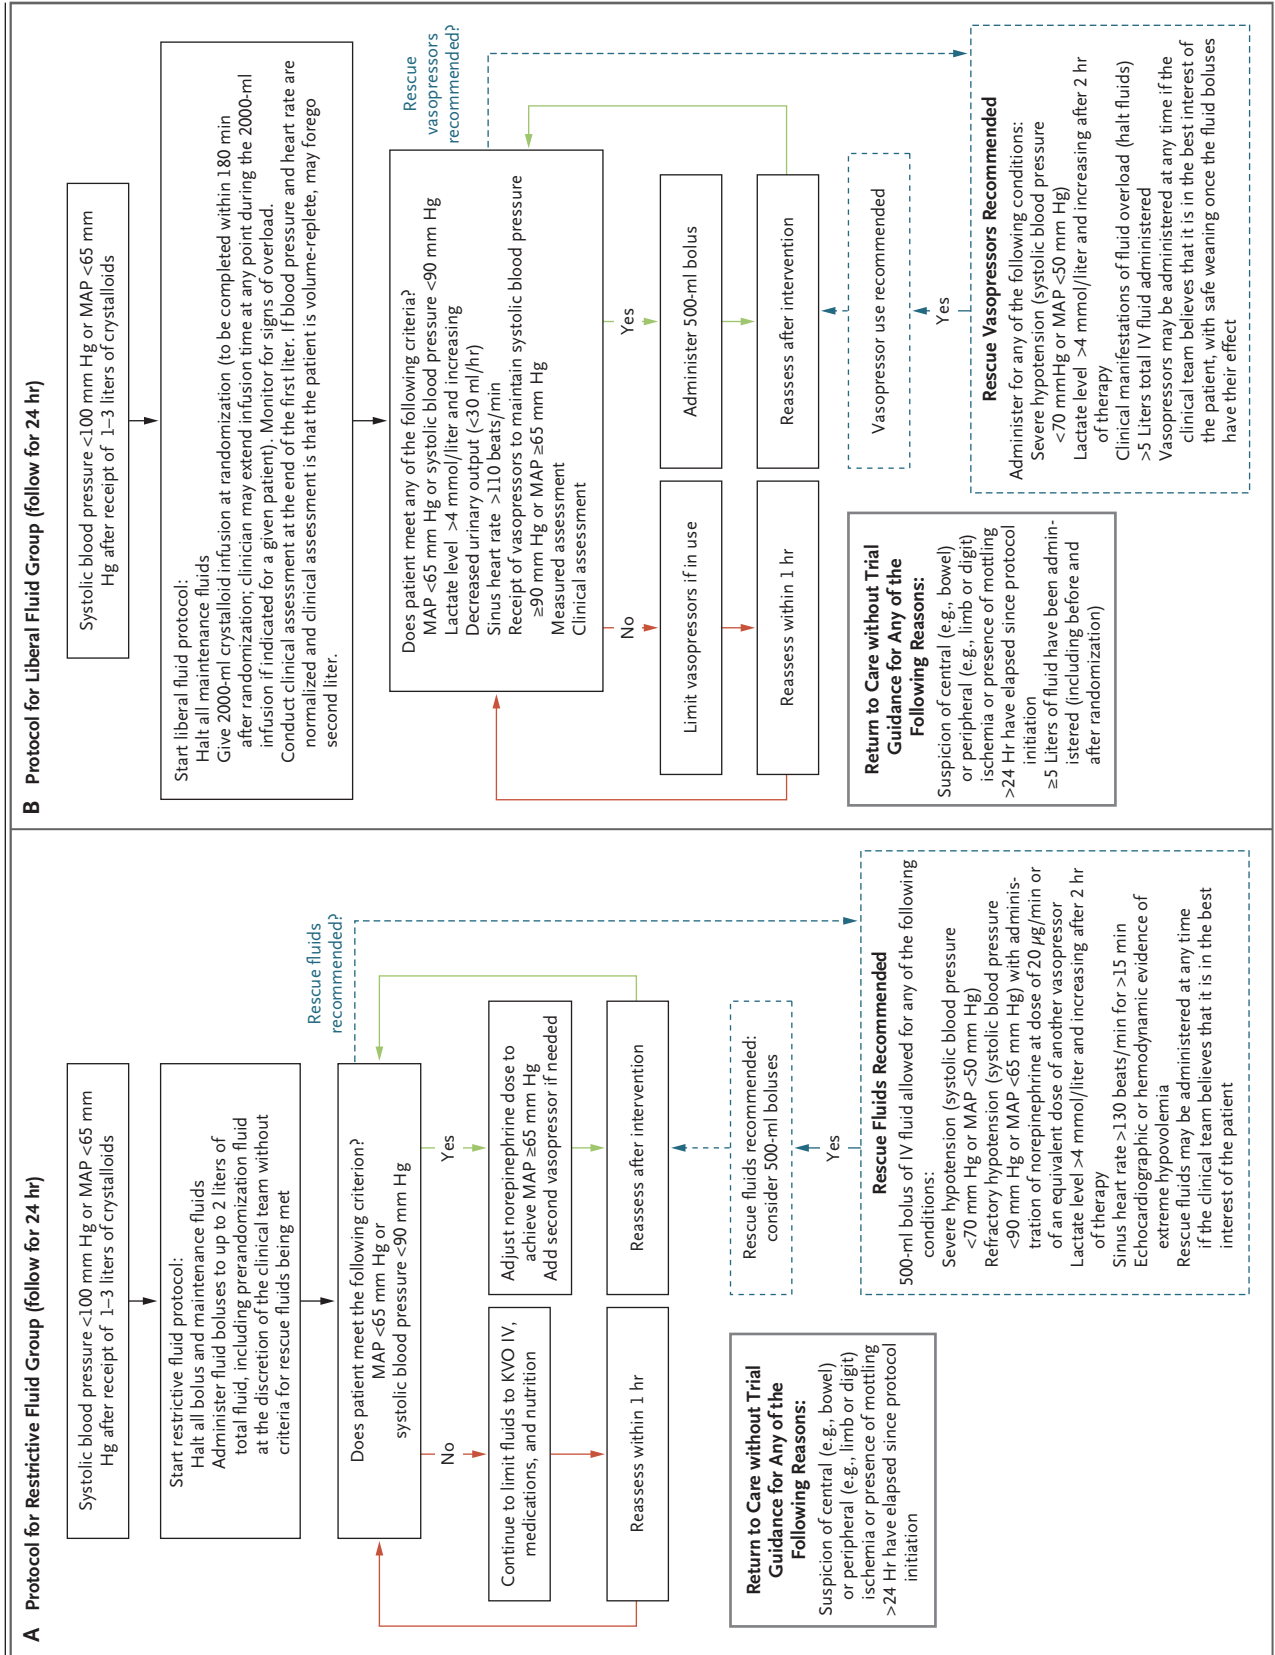 A Protocol for Restrictive Fluid Group (follow for 24 hr)
Systolic blood pressure <100 mm Hg or MAP <65 mm
Hg after receipt of 1–3 liters of crystalloids
Start restrictive fluid protocol:
Halt all bolus and maintenance fluids
Administer fluid boluses to up to 2 liters of
total fluid, including prerandomization fluid
at the discretion of the clinical team without
criteria for rescue fluids being met
Does patient meet the following criterion?
MAP <65 mm Hg or
systolic blood pressure <90 mm Hg
Rescue fluids
recommended?
No
Yes
Continue to limit fluids to KVO IV,
medications, and nutrition
Adjust norepinephrine dose to
achieve MAP ≥65 mm Hg
Add second vasopressor if needed
Reassess within 1 hr
Reassess after intervention
Rescue fluids recommended:
consider 500-ml boluses
Yes
Return to Care without Trial
Guidance for Any of the
Following Reasons:
Suspicion of central (e.g., bowel)
or peripheral (e.g., limb or digit)
ischemia or presence of mottling
>24 Hr have elapsed since protocol
initiation
Rescue Fluids Recommended
500-ml bolus of IV fluid allowed for any of the following
conditions:
Severe hypotension (systolic blood pressure
<70 mm Hg or MAP <50 mm Hg)
Refractory hypotension (systolic blood pressure
<90 mm Hg or MAP <65 mm Hg) with adminis-
tration of norepinephrine at dose of 20 µg/min or
of an equivalent dose of another vasopressor
Lactate level >4 mmol/liter and increasing after 2 hr
of therapy
Sinus heart rate >130 beats/min for >15 min
Echocardiographic or hemodynamic evidence of
extreme hypovolemia
Rescue fluids may be administered at any time
if the clinical team believes that it is in the best
interest of the patient
B Protocol for Liberal Fluid Group (follow for 24 hr)
Systolic blood pressure <100 mm Hg or MAP <65 mm
Hg after receipt of 1–3 liters of crystalloids
Start liberal fluid protocol:
Halt all maintenance fluids
Give 2000-ml crystalloid infusion at randomization (to be completed within 180 min
after randomization; clinician may extend infusion time at any point during the 2000-ml
infusion if indicated for a given patient). Monitor for signs of overload.
Conduct clinical assessment at the end of the first liter. If blood pressure and heart rate are
normalized and clinical assessment is that the patient is volume-replete, may forego
second liter.
Does patient meet any of the following criteria?
MAP <65 mm Hg or systolic blood pressure <90 mm Hg
Lactate level >4 mmol/liter and increasing
Decreased urinary output (<30 ml/hr)
Sinus heart rate >110 beats/min
Receipt of vasopressors to maintain systolic blood pressure
≥90 mm Hg or MAP ≥65 mm Hg
Measured assessment
Clinical assessment
Rescue
vasopressors
recommended?
No
Yes
Limit vasopressors if in use
Administer 500-ml bolus
Reassess within 1 hr
Reassess after intervention
Vasopressor use recommended
Yes
Return to Care without Trial
Guidance for Any of the
Following Reasons:
Suspicion of central (e.g., bowel)
or peripheral (e.g., limb or digit)
ischemia or presence of mottling
>24 Hr have elapsed since protocol
initiation
≥5 Liters of fluid have been admin-
istered (including before and
after randomization)
Rescue Vasopressors Recommended
Administer for any of the following conditions:
Severe hypotension (systolic blood pressure
<70 mmHg or MAP <50 mm Hg)
Lactate level >4 mmol/liter and increasing after 2 hr
of therapy
Clinical manifestations of fluid overload (halt fluids)
>5 Liters total IV fluid administered
Vasopressors may be administered at any time if the
clinical team believes that it is in the best interest of
the patient, with safe weaning once the fluid boluses
have their effect